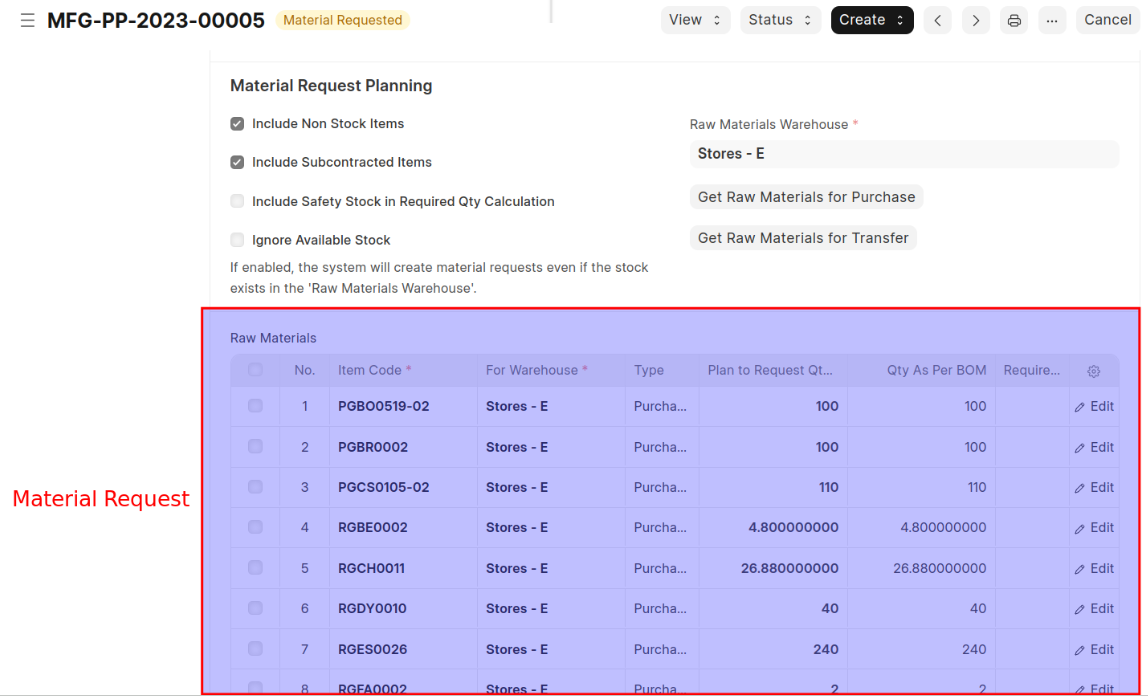 MFG-PP-2023-00005 Material Requested View Status Create ... Cancel
Material Request Planning
Include Non Stock Items
Include Subcontracted Items
Include Safety Stock in Required Qty Calculation
Ignore Available Stock
If enabled, the system will create material requests even if the stock
exists in the 'Raw Materials Warehouse'.
Raw Materials Warehouse *
Stores - E
Get Raw Materials for Purchase
Get Raw Materials for Transfer
Material Request
Raw Materials
No. Item Code * For Warehouse * Type Plan to Request Qt... Qty As Per BOM Require...
1 PGBO0519-02 Stores - E Purcha... 100 100 Edit
2 PGBR0002 Stores - E Purcha... 100 100 Edit
3 PGCS0105-02 Stores - E Purcha... 110 110 Edit
4 RGBE0002 Stores - E Purcha... 4.800000000 4.800000000 Edit
5 RGCH0011 Stores - E Purcha... 26.880000000 26.880000000 Edit
6 RGDY0010 Stores - E Purcha... 40 40 Edit
7 RGES0026 Stores - E Purcha... 240 240 Edit
8 RGFA0002 Stores - E Purcha... 2 2 Edit